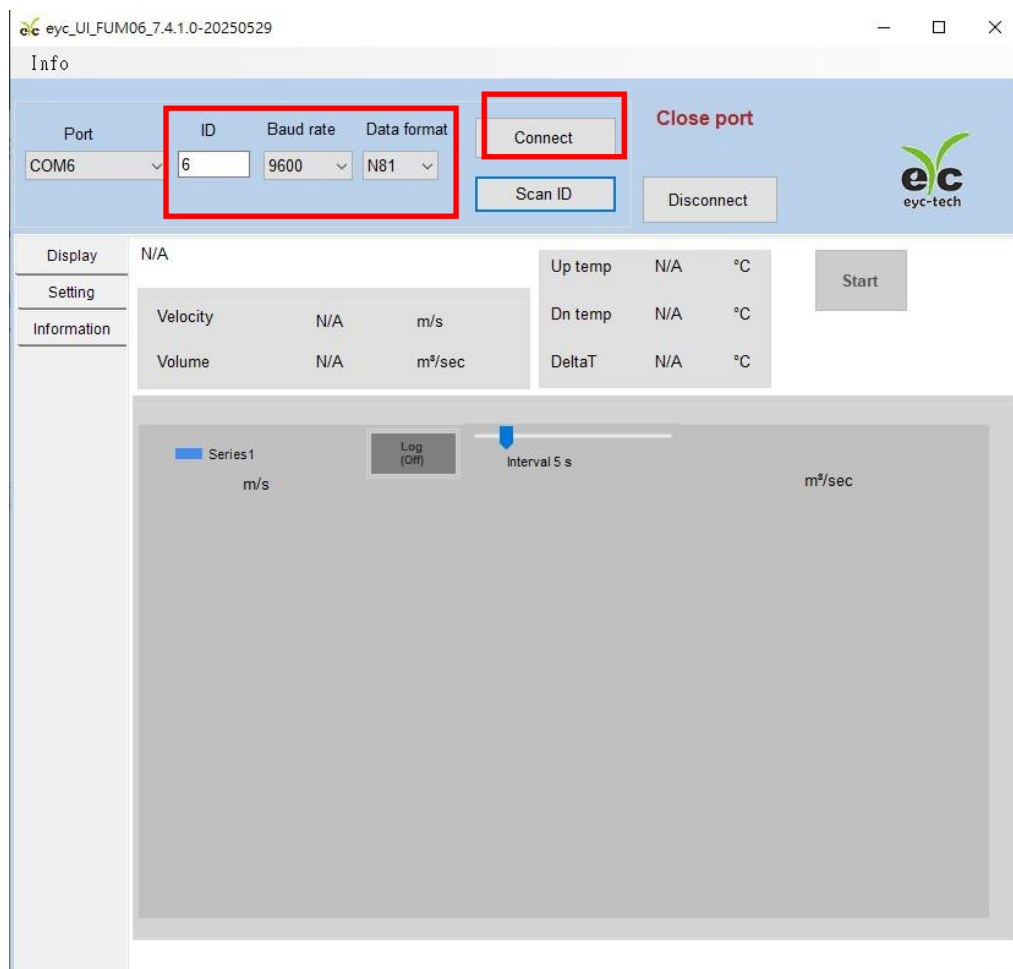 eyc eyc_UI_FUM06_7.4.1.0-20250529
Info
Port ID Baud rate Data format
COM6 6 9600 N81
Connect
Scan ID
Close port
Disconnect
eyc
eyc-tech
Display
Setting
Information
N/A
Velocity N/A m/s
Volume N/A m³/sec
Up temp N/A °C
Dn temp N/A °C
DeltaT N/A °C
Start
Series1
Log
(Off)
Interval 5 s
m/s
m³/sec